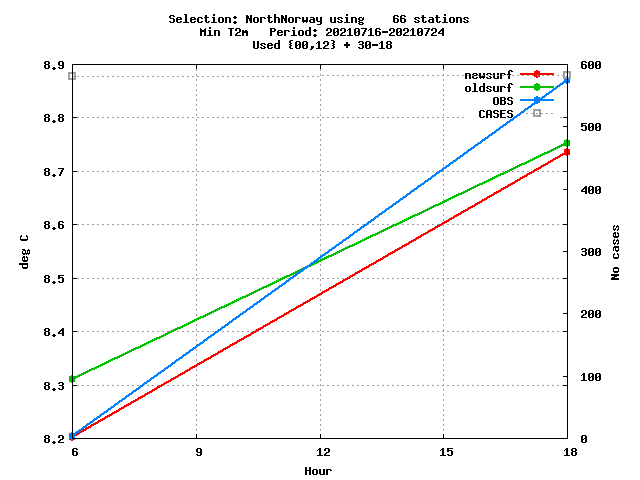 Selection: NorthNorway using    66 stations
Min T2m   Period: 20210716-20210724
Used {00,12} + 30-18
8.9
8.8
8.7
8.6
8.5
8.4
8.3
8.2
deg C
600
500
400
300
200
100
0
No cases
newsurf
oldsurf
OBS
CASES
6
9
12
15
18
Hour